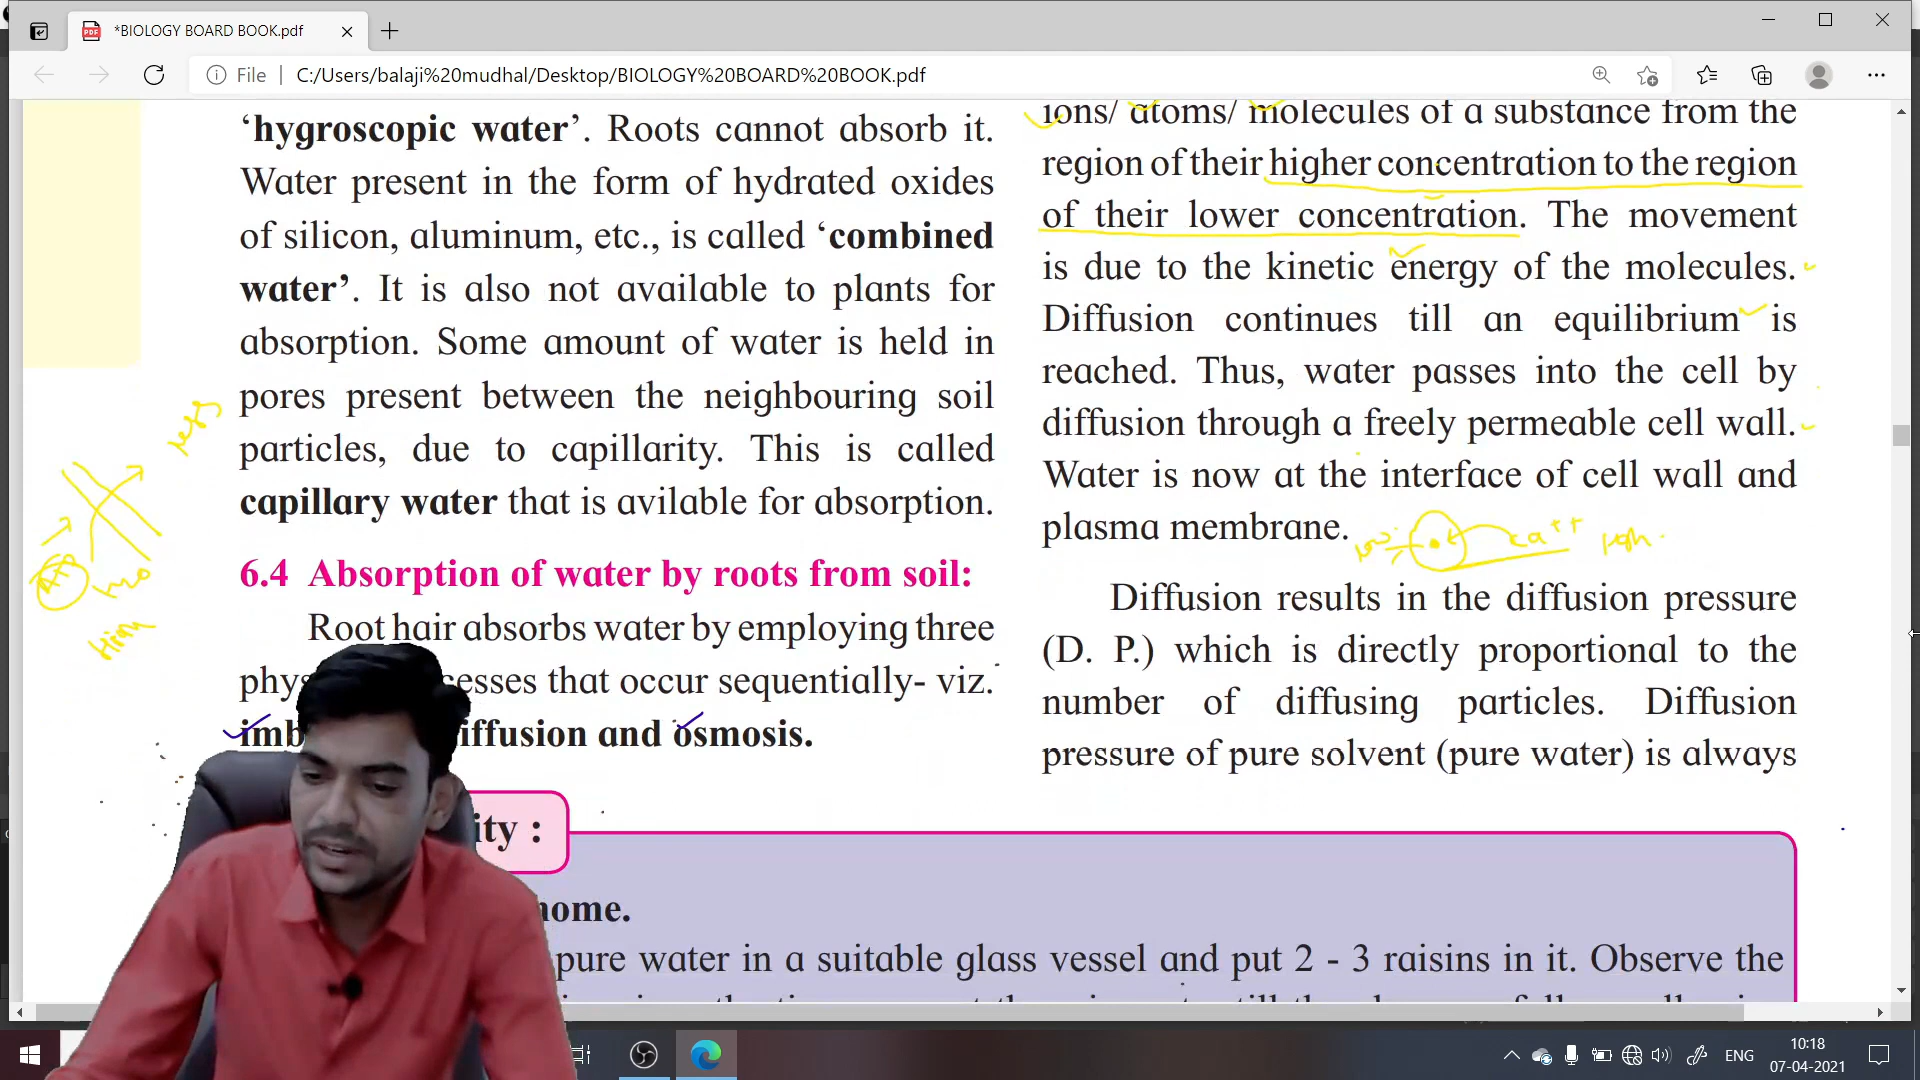 *BIOLOGY BOARD BOOK.pdf
File
C:/Users/balaji%20mudhal/Desktop/BIOLOGY%20BOARD%20BOOK.pdf
‘hygroscopic water’. Roots cannot absorb it.
Water present in the form of hydrated oxides
of silicon, aluminum, etc., is called ‘combined
water’. It is also not available to plants for
absorption. Some amount of water is held in
pores present between the neighbouring soil
particles, due to capillarity. This is called
capillary water that is avilable for absorption.
6.4 Absorption of water by roots from soil:
Root hair absorbs water by employing three
phys cesses that occur sequentially- viz.
imb iffusion and osmosis.
ions/ atoms/ molecules of a substance from the
region of their higher concentration to the region
of their lower concentration. The movement
is due to the kinetic energy of the molecules.
Diffusion continues till an equilibrium is
reached. Thus, water passes into the cell by
diffusion through a freely permeable cell wall.
Water is now at the interface of cell wall and
plasma membrane.
ca++
Diffusion results in the diffusion pressure
(D. P.) which is directly proportional to the
number of diffusing particles. Diffusion
pressure of pure solvent (pure water) is always
ity :
home.
pure water in a suitable glass vessel and put 2 - 3 raisins in it. Observe the
ENG
10:18
07-04-2021